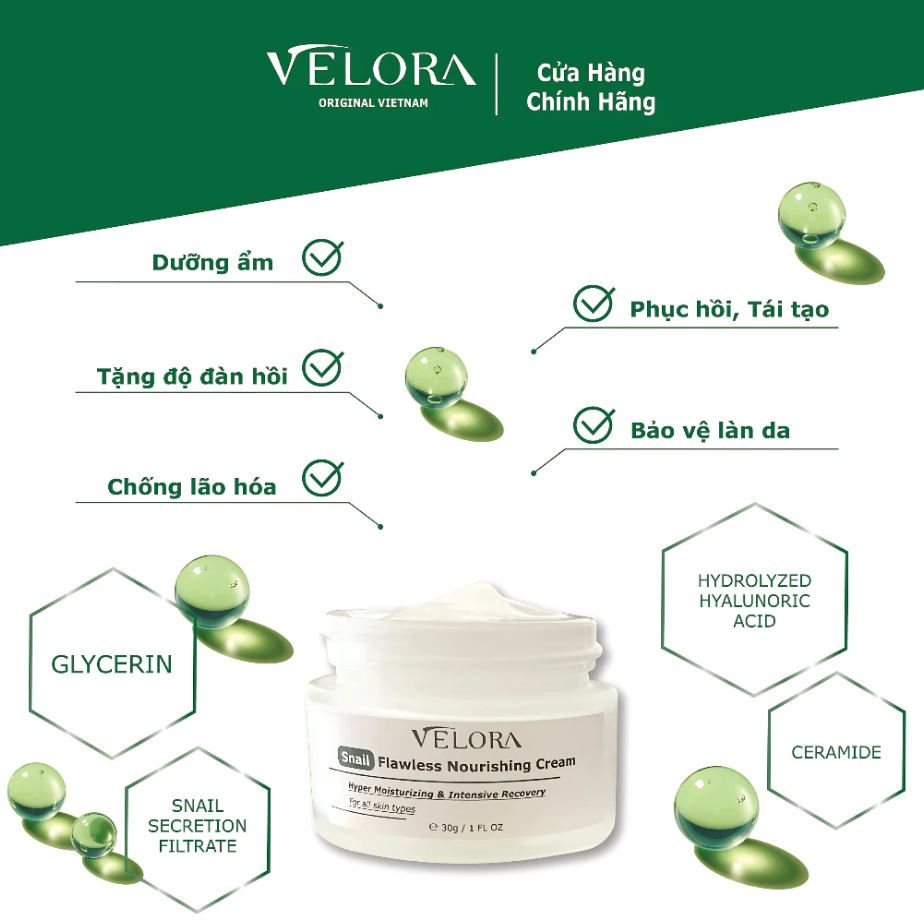 VELORA
ORIGINAL VIETNAM
Cửa Hàng
Chính Hãng
Dưỡng ẩm
Phục hồi, Tái tạo
Tặng độ đàn hồi
Bảo vệ làn da
Chống lão hóa
HYDROLYZED
HYALUNORIC
ACID
GLYCERIN
CERAMIDE
SNAIL
SECRETION
FILTRATE
VELORA
Snail Flawless Nourishing Cream
Hyper Moisturizing & Intensive Recovery
For all skin types
℮ 30g / 1 FL OZ